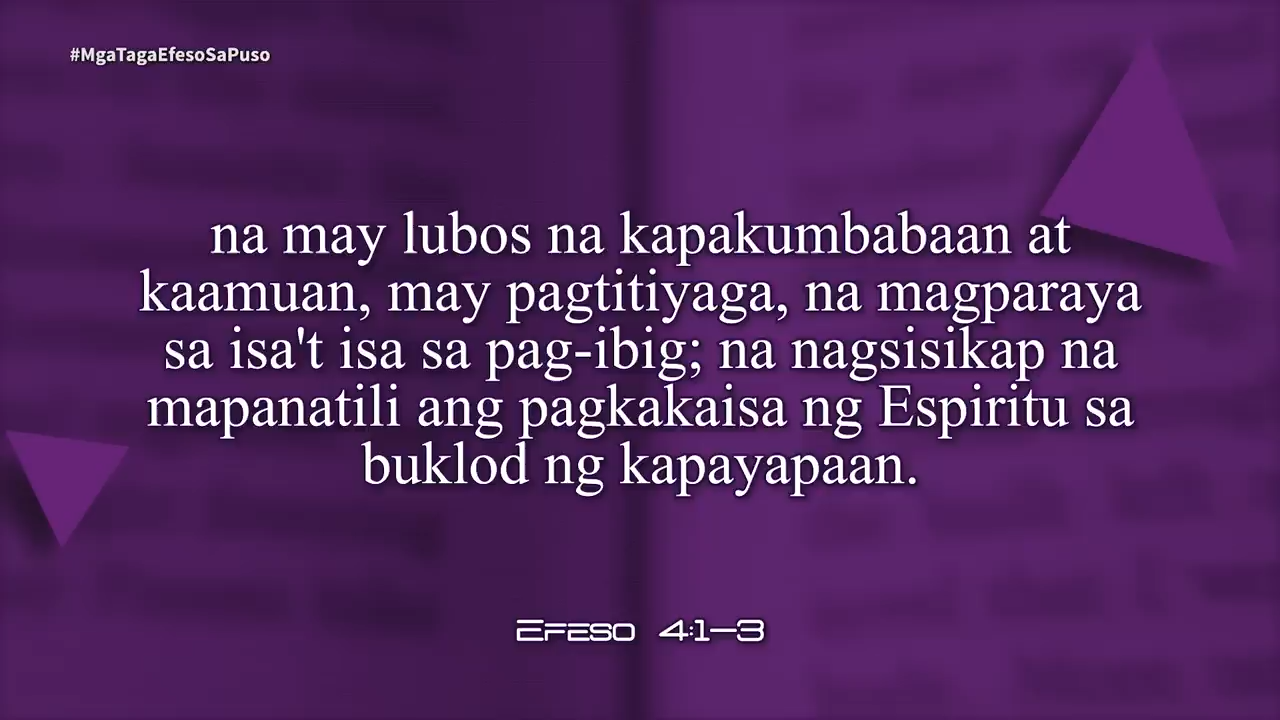 #MgaTagaEfesoSaPuso
na may lubos na kapakumbabaan at
kaamuan, may pagtitiyaga, na magparaya
sa isa't isa sa pag-ibig; na nagsisikap na
mapanatili ang pagkakaisa ng Espiritu sa
buklod ng kapayapaan.
Efeso 4:1–3